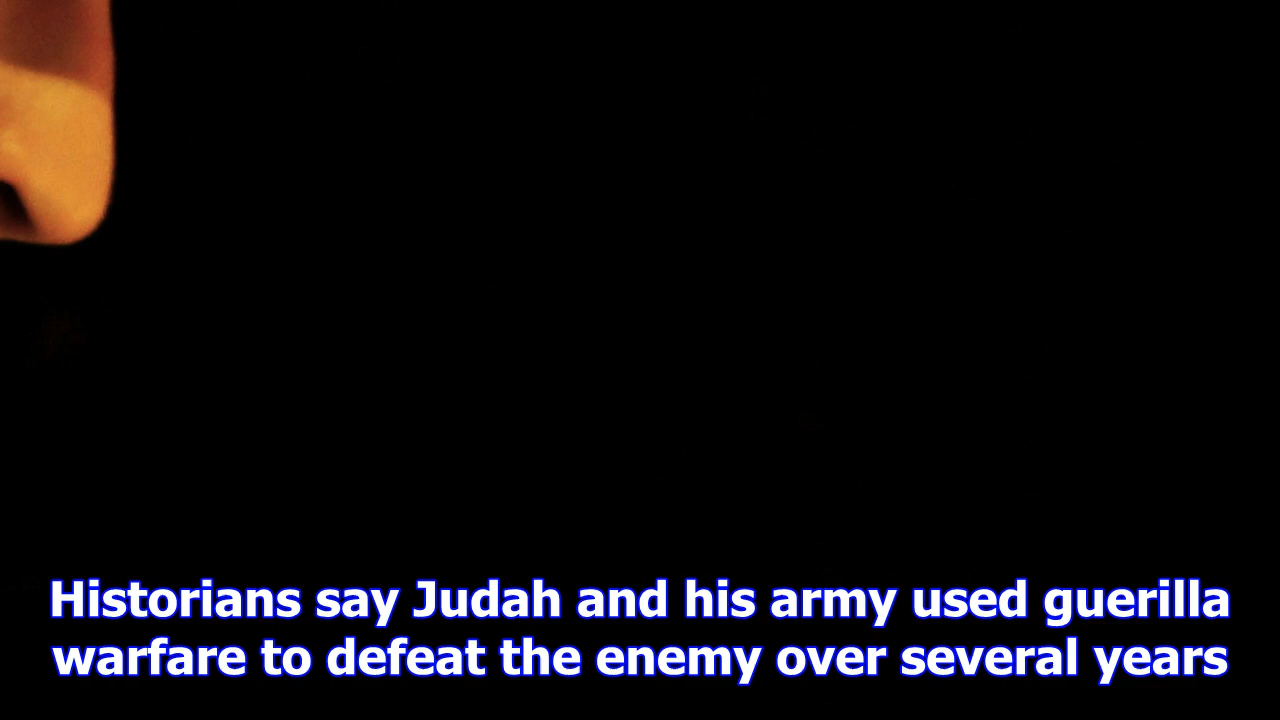 Historians say Judah and his army used guerilla
warfare to defeat the enemy over several years